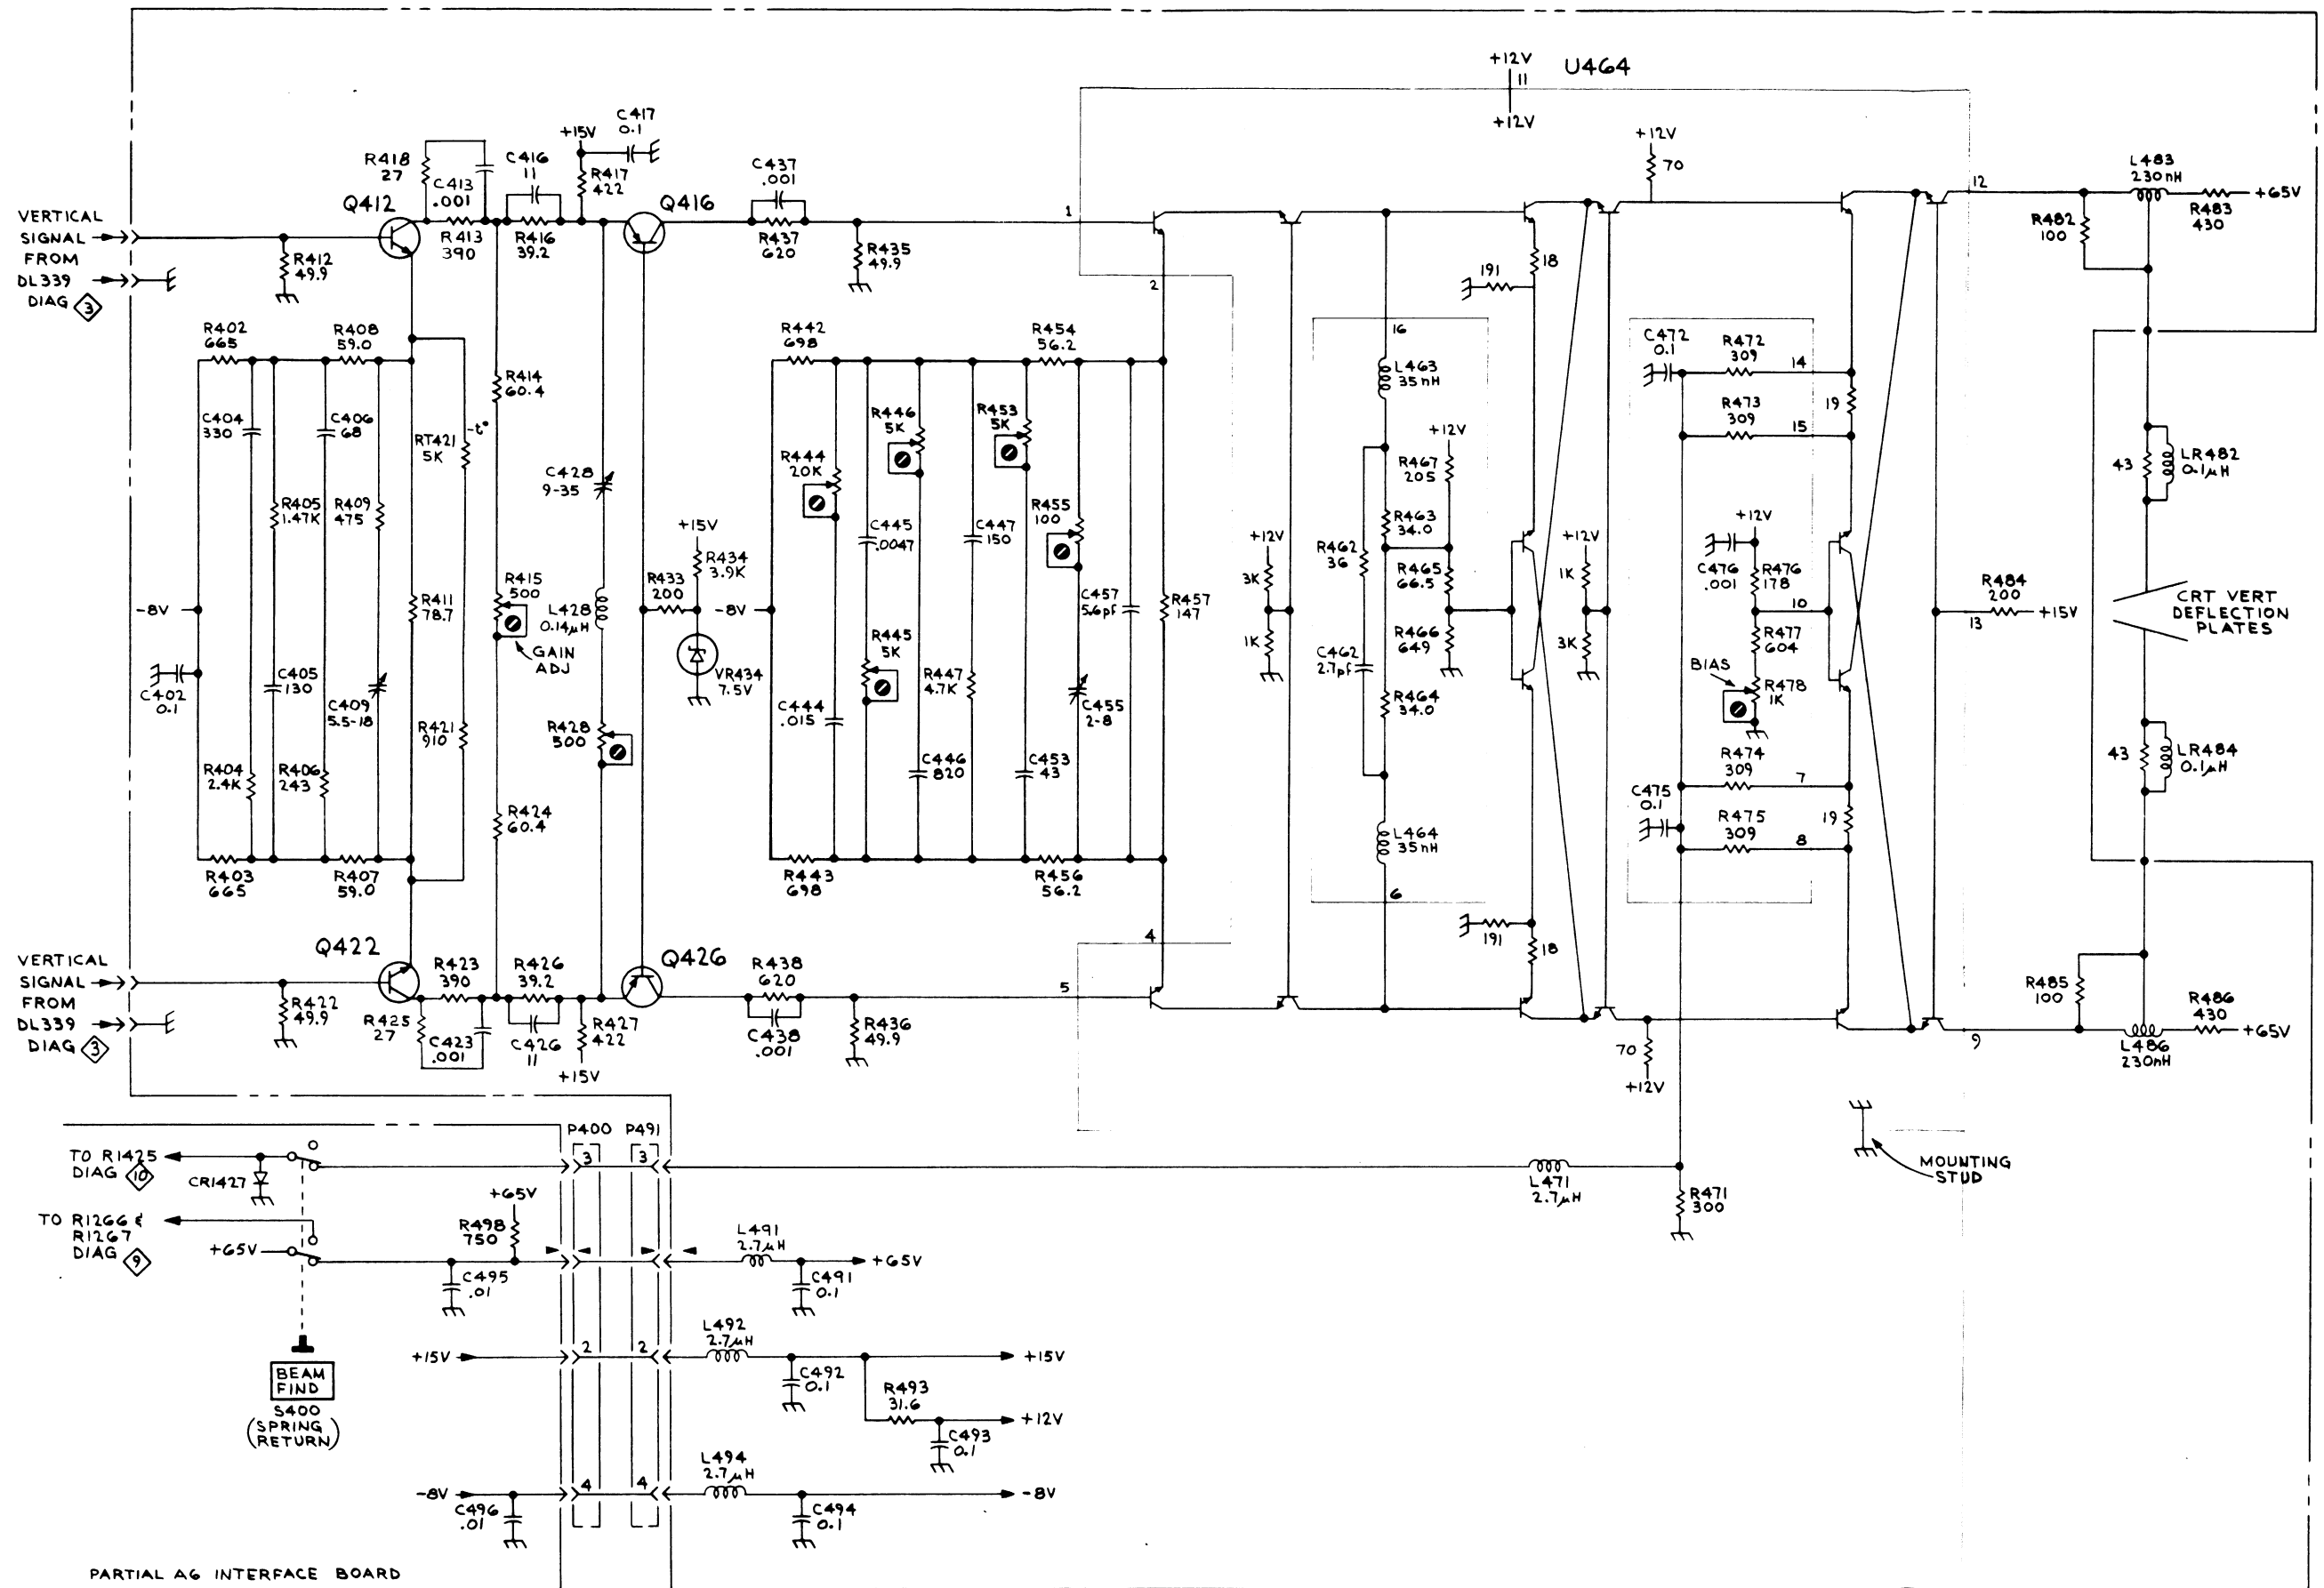 +12V
U464
11
+12V
+15V
C417
0.1
R418
27
C413
.001
C416
11
R417
422
C437
.001
+12V
70
L483
230nH
+65V
R483
430
12
Q412
Q416
R413
390
R416
39.2
R437
620
R435
49.9
1
2
VERTICAL
SIGNAL
FROM
DL339
DIAG 3
R412
49.9
R482
100
191
18
R402
665
R408
59.0
R414
60.4
R442
698
R454
56.2
16
L463
35nH
C472
0.1
R472
309
14
R473
309
15
19
C404
330
C406
68
RT421
5K
-t°
C428
9-35
R446
5K
R453
5K
R444
20K
+12V
R467
205
43
LR482
0.1µH
R405
1.47K
R409
475
+15V
R434
3.9K
C445
.0047
C447
150
R455
100
+12V
3K
R462
36
R463
34.0
R465
66.5
+12V
1K
+12V
C476
.001
R476
178
-8V
R411
78.7
R415
500
GAIN
ADJ
L428
0.14µH
R433
200
-8V
C457
5.6pf
R457
147
10
R484
200
+15V
13
CRT VERT
DEFLECTION
PLATES
1K
R466
649
3K
R477
604
C402
0.1
C405
130
C409
5.5-18
VR434
7.5V
R445
5K
R447
4.7K
C462
2.7pf
BIAS
R478
1K
R421
910
R428
500
C444
.015
C455
2-8
R464
34.0
R404
2.4K
R406
243
C446
820
C453
43
R474
309
7
43
LR484
0.1µH
C475
0.1
R475
309
8
19
R424
60.4
L464
35nH
R403
665
R407
59.0
R443
698
R456
56.2
6
191
18
4
Q422
Q426
VERTICAL
SIGNAL
FROM
DL339
DIAG 3
R422
49.9
R423
390
R426
39.2
R438
620
5
R425
27
C423
.001
C426
11
R427
422
+15V
C438
.001
R436
49.9
70
+12V
9
R485
100
R486
430
+65V
L486
230nH
P400 P491
TO R1425
DIAG 10
CR1427
3
3
L471
2.7µH
R471
300
MOUNTING
STUD
TO R1266 &
R1267
DIAG 9
+65V
+65V
R498
750
L491
2.7µH
+65V
C495
.01
C491
0.1
L492
2.7µH
+15V
2
2
+15V
C492
0.1
R493
31.6
+12V
C493
0.1
BEAM
FIND
S400
(SPRING
RETURN)
L494
2.7µH
-8V
4
4
-8V
C496
.01
C494
0.1
PARTIAL A6 INTERFACE BOARD